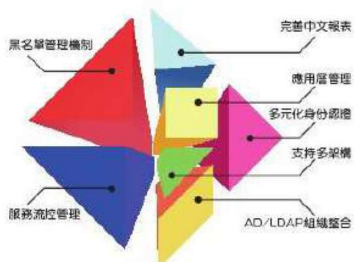 完善中文報表
黑名單管理機制
應用層管理
多元化身份認證
支持多架構
服務流控管理
AD/LDAP組織整合